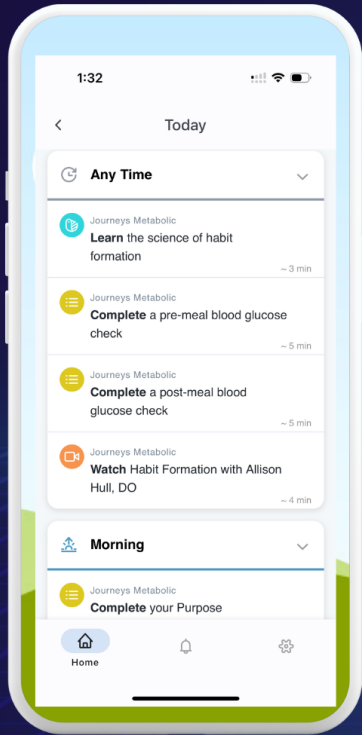 1:32
Today
Any Time
Journeys Metabolic
Learn the science of habit
formation
~ 3 min
Journeys Metabolic
Complete a pre-meal blood glucose
check
~ 5 min
Journeys Metabolic
Complete a post-meal blood
glucose check
~ 5 min
Journeys Metabolic
Watch Habit Formation with Allison
Hull, DO
~ 4 min
Morning
Journeys Metabolic
Complete your Purpose
Home